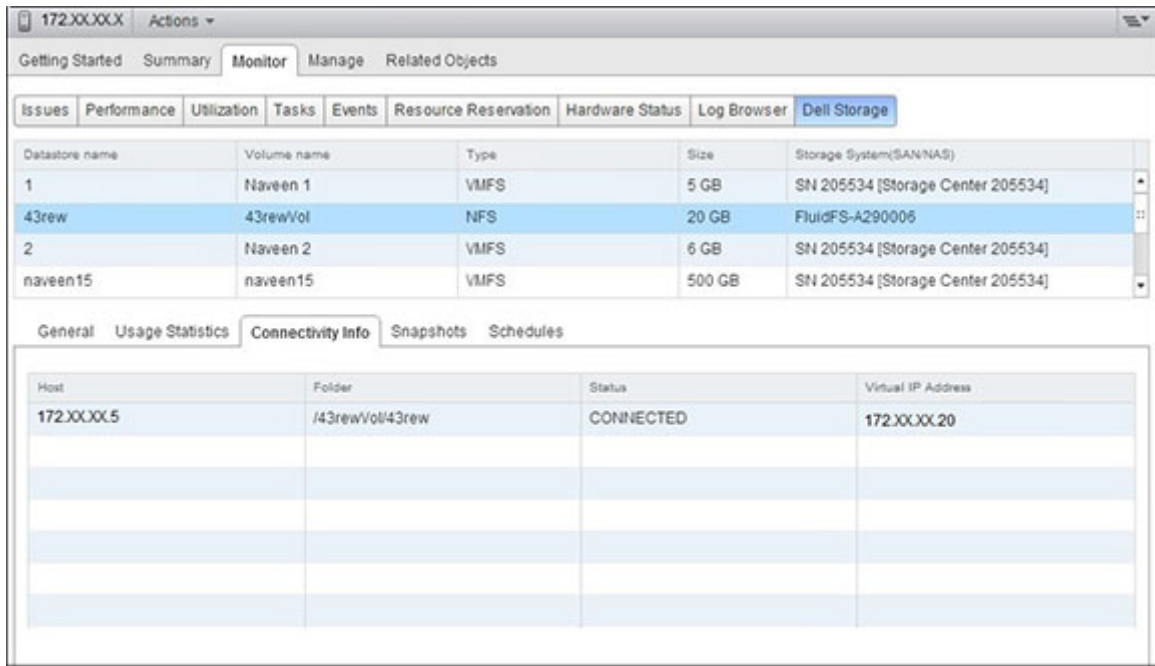 172.XX.XX.X Actions
Getting Started Summary Monitor Manage Related Objects
Issues Performance Utilization Tasks Events Resource Reservation Hardware Status Log Browser Dell Storage
Datastore name Volume name Type Size Storage System(SAN/NAS)
1 Naveen 1 VMFS 5 GB SN 205534 [Storage Center 205534]
43rew 43rewVol NFS 20 GB FluidFS-A290006
2 Naveen 2 VMFS 6 GB SN 205534 [Storage Center 205534]
naveen15 naveen15 VMFS 500 GB SN 205534 [Storage Center 205534]
General Usage Statistics Connectivity Info Snapshots Schedules
Host Folder Status Virtual IP Address
172.XX.XX.5 /43rewVol/43rew CONNECTED 172.XX.XX.20